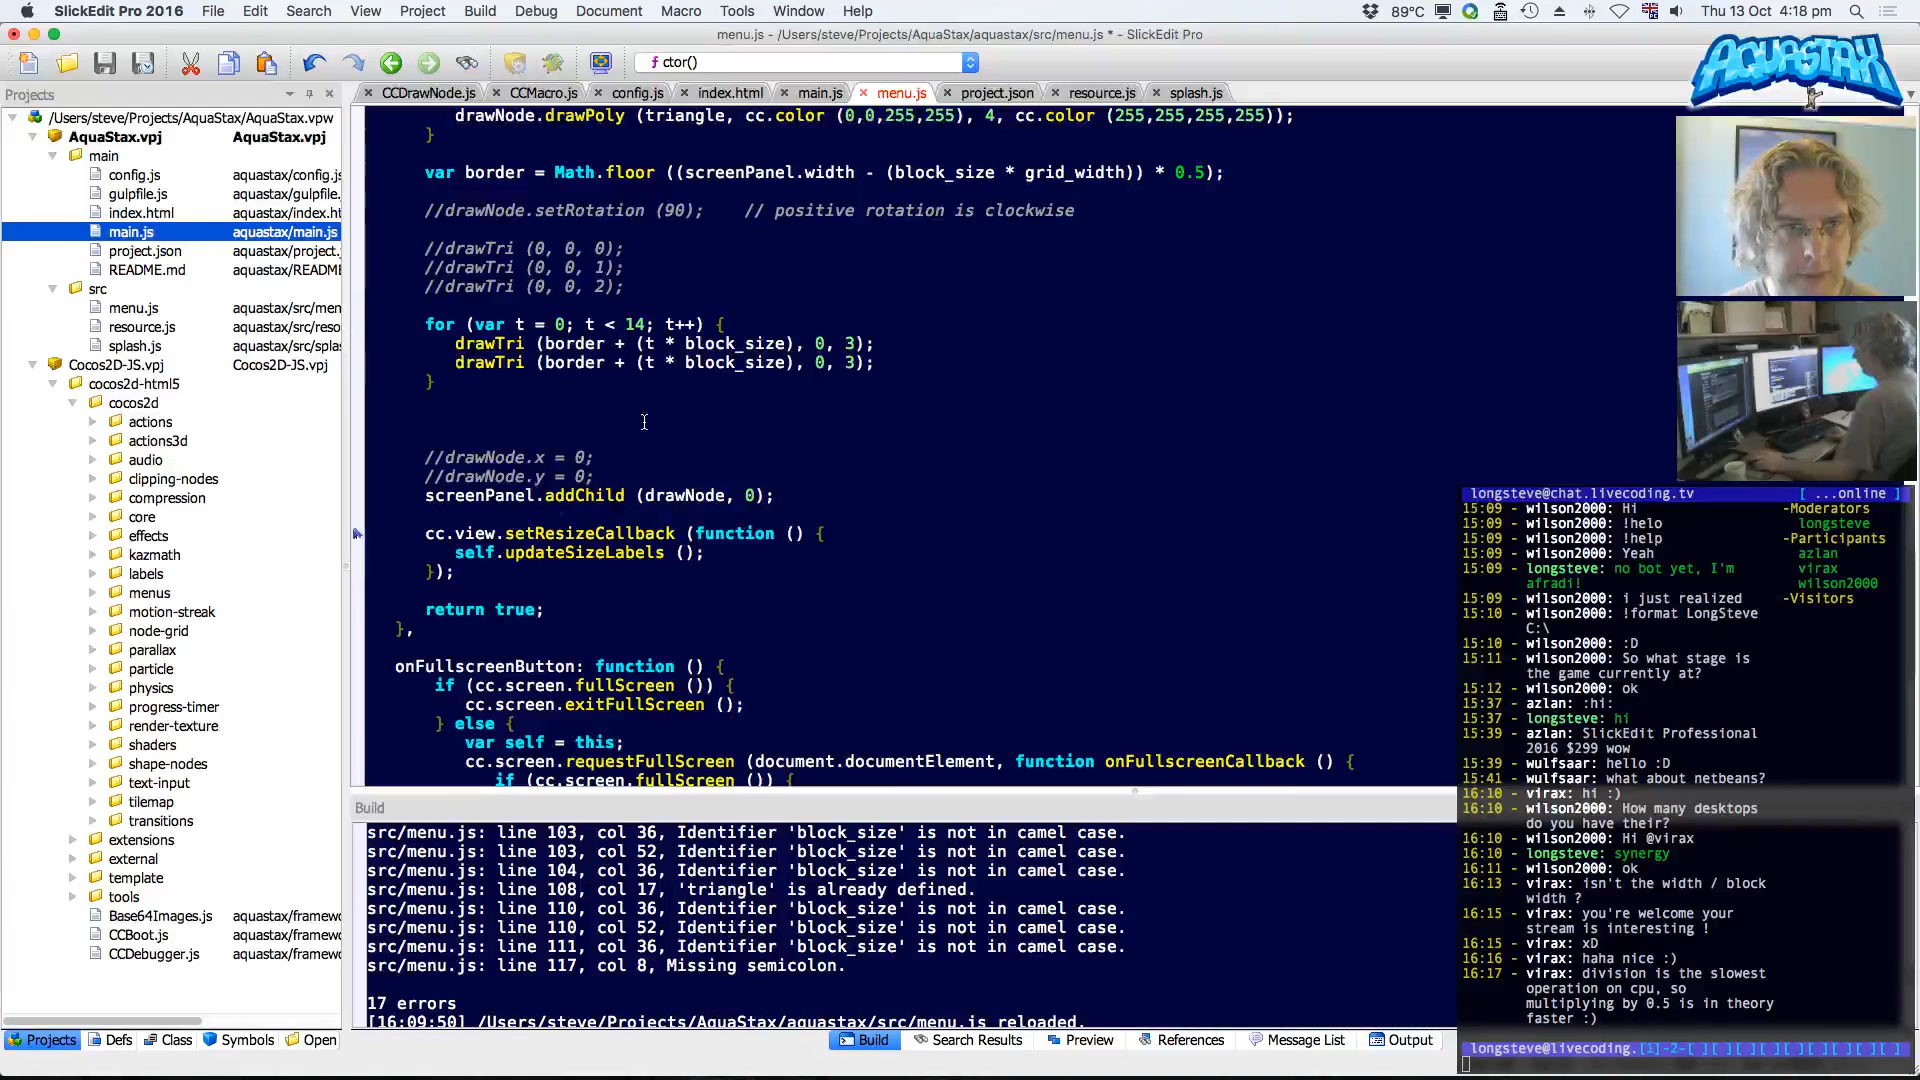 SlickEdit Pro 2016 File Edit Search View Project Build Debug Document Macro Tools Window Help 89°C Thu 13 Oct 4:18 pm
menu.js - /Users/steve/Projects/AquaStax/aquastax/src/menu.js * - SlickEdit Pro
ctor()
AQUASTAX
Projects
CCDrawNode.js CCMacro.js config.js index.html main.js menu.js project.json resource.js splash.js
/Users/steve/Projects/AquaStax/AquaStax.vpw
AquaStax.vpj AquaStax.vpj
main
config.js aquastax/config.js
gulpfile.js aquastax/gulpfile.
index.html aquastax/index.ht
main.js aquastax/main.js
project.json aquastax/project.
README.md aquastax/README
src
menu.js aquastax/src/men
resource.js aquastax/src/reso
splash.js aquastax/src/splas
Cocos2D-JS.vpj Cocos2D-JS.vpj
cocos2d-html5
cocos2d
actions
actions3d
audio
clipping-nodes
compression
core
effects
kazmath
labels
menus
motion-streak
node-grid
parallax
particle
physics
progress-timer
render-texture
shaders
shape-nodes
text-input
tilemap
transitions
extensions
external
template
tools
Base64Images.js aquastax/framewo
CCBoot.js aquastax/framewo
CCDebugger.js aquastax/framewo
Projects Defs Class Symbols Open
drawNode.drawPoly (triangle, cc.color (0,0,255,255), 4, cc.color (255,255,255,255));
}
var border = Math.floor ((screenPanel.width - (block_size * grid_width)) * 0.5);
//drawNode.setRotation (90); // positive rotation is clockwise
//drawTri (0, 0, 0);
//drawTri (0, 0, 1);
//drawTri (0, 0, 2);
for (var t = 0; t < 14; t++) {
drawTri (border + (t * block_size), 0, 3);
drawTri (border + (t * block_size), 0, 3);
}
//drawNode.x = 0;
//drawNode.y = 0;
screenPanel.addChild (drawNode, 0);
cc.view.setResizeCallback (function () {
self.updateSizeLabels ();
});
return true;
},
onFullscreenButton: function () {
if (cc.screen.fullScreen ()) {
cc.screen.exitFullScreen ();
} else {
var self = this;
cc.screen.requestFullScreen (document.documentElement, function onFullscreenCallback () {
if (cc.screen.fullScreen ()) {
Build
src/menu.js: line 103, col 36, Identifier 'block_size' is not in camel case.
src/menu.js: line 103, col 52, Identifier 'block_size' is not in camel case.
src/menu.js: line 104, col 36, Identifier 'block_size' is not in camel case.
src/menu.js: line 108, col 17, 'triangle' is already defined.
src/menu.js: line 110, col 36, Identifier 'block_size' is not in camel case.
src/menu.js: line 110, col 52, Identifier 'block_size' is not in camel case.
src/menu.js: line 111, col 36, Identifier 'block_size' is not in camel case.
src/menu.js: line 117, col 8, Missing semicolon.
17 errors
[16:09:50] /Users/steve/Projects/AquaStax/aquastax/src/menu.js reloaded.
Build Search Results Preview References Message List Output
longsteve@chat.livecoding.tv [ ...online ]
15:09 - wilson2000: Hi
15:09 - wilson2000: !helo
15:09 - wilson2000: !help
15:09 - wilson2000: Yeah
15:09 - longsteve: no bot yet, I'm
afradi!
15:09 - wilson2000: i just realized
15:10 - wilson2000: !format LongSteve
C:\
15:10 - wilson2000: :D
15:11 - wilson2000: So what stage is
the game currently at?
15:12 - wilson2000: ok
15:37 - azlan: :hi:
15:37 - longsteve: hi
15:39 - azlan: SlickEdit Professional
2016 $299 wow
15:39 - wulfsaar: hello :D
15:41 - wulfsaar: what about netbeans?
16:10 - virax: hi :)
16:10 - wilson2000: How many desktops
do you have their?
16:10 - wilson2000: Hi @virax
16:10 - longsteve: synergy
16:11 - wilson2000: ok
16:13 - virax: isn't the width / block
width ?
16:15 - virax: you're welcome your
stream is interesting !
16:15 - virax: xD
16:16 - virax: haha nice :)
16:17 - virax: division is the slowest
operation on cpu, so
multiplying by 0.5 is in theory
faster :)
-Moderators
longsteve
-Participants
azlan
virax
wilson2000
-Visitors
longsteve@livecoding.[1]-2-[ ][ ][ ][ ][ ][ ][ ][ ][ ][ ][ ]